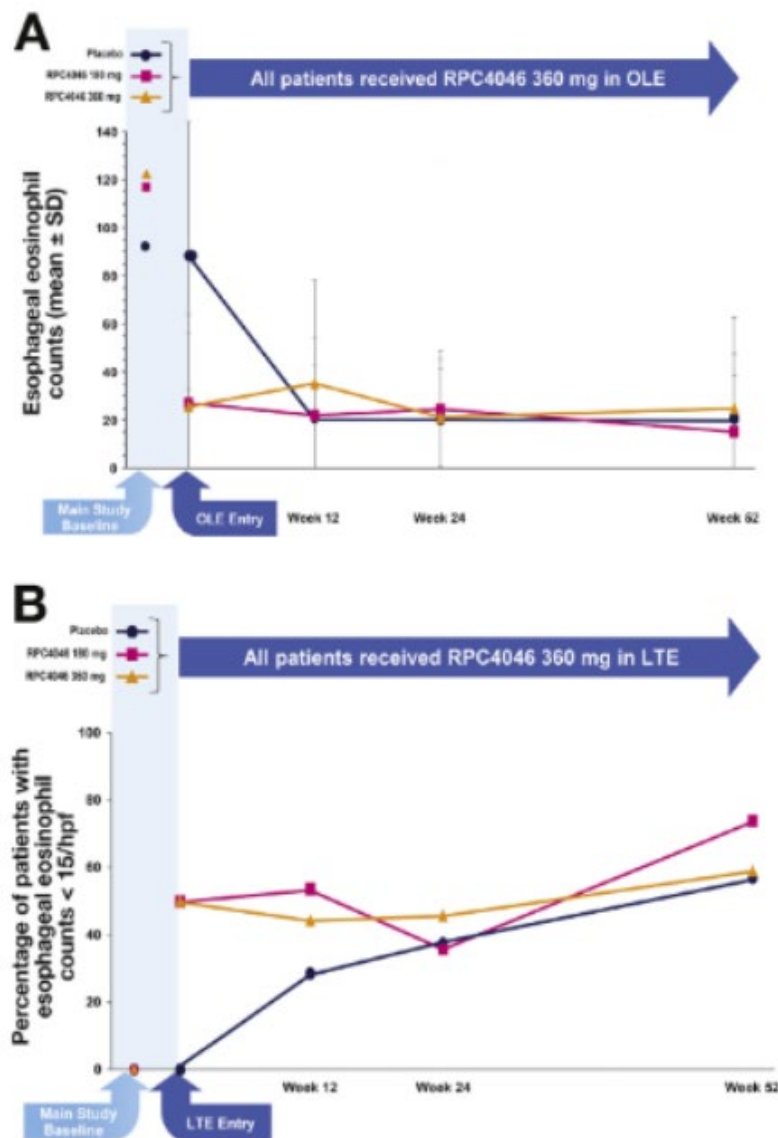 A
Placebo
RPC4046 180 mg
RPC4046 360 mg
All patients received RPC4046 360 mg in OLE
Esophageal eosinophil
counts (mean ± SD)
140
120
100
80
60
40
20
0
Main Study
Baseline
OLE Entry
Week 12
Week 24
Week 52
B
Placebo
RPC4046 180 mg
RPC4046 360 mg
All patients received RPC4046 360 mg in LTE
Percentage of patients with
esophageal eosinophil
counts < 15/hpf
100
80
60
40
20
0
Main Study
Baseline
LTE Entry
Week 12
Week 24
Week 52